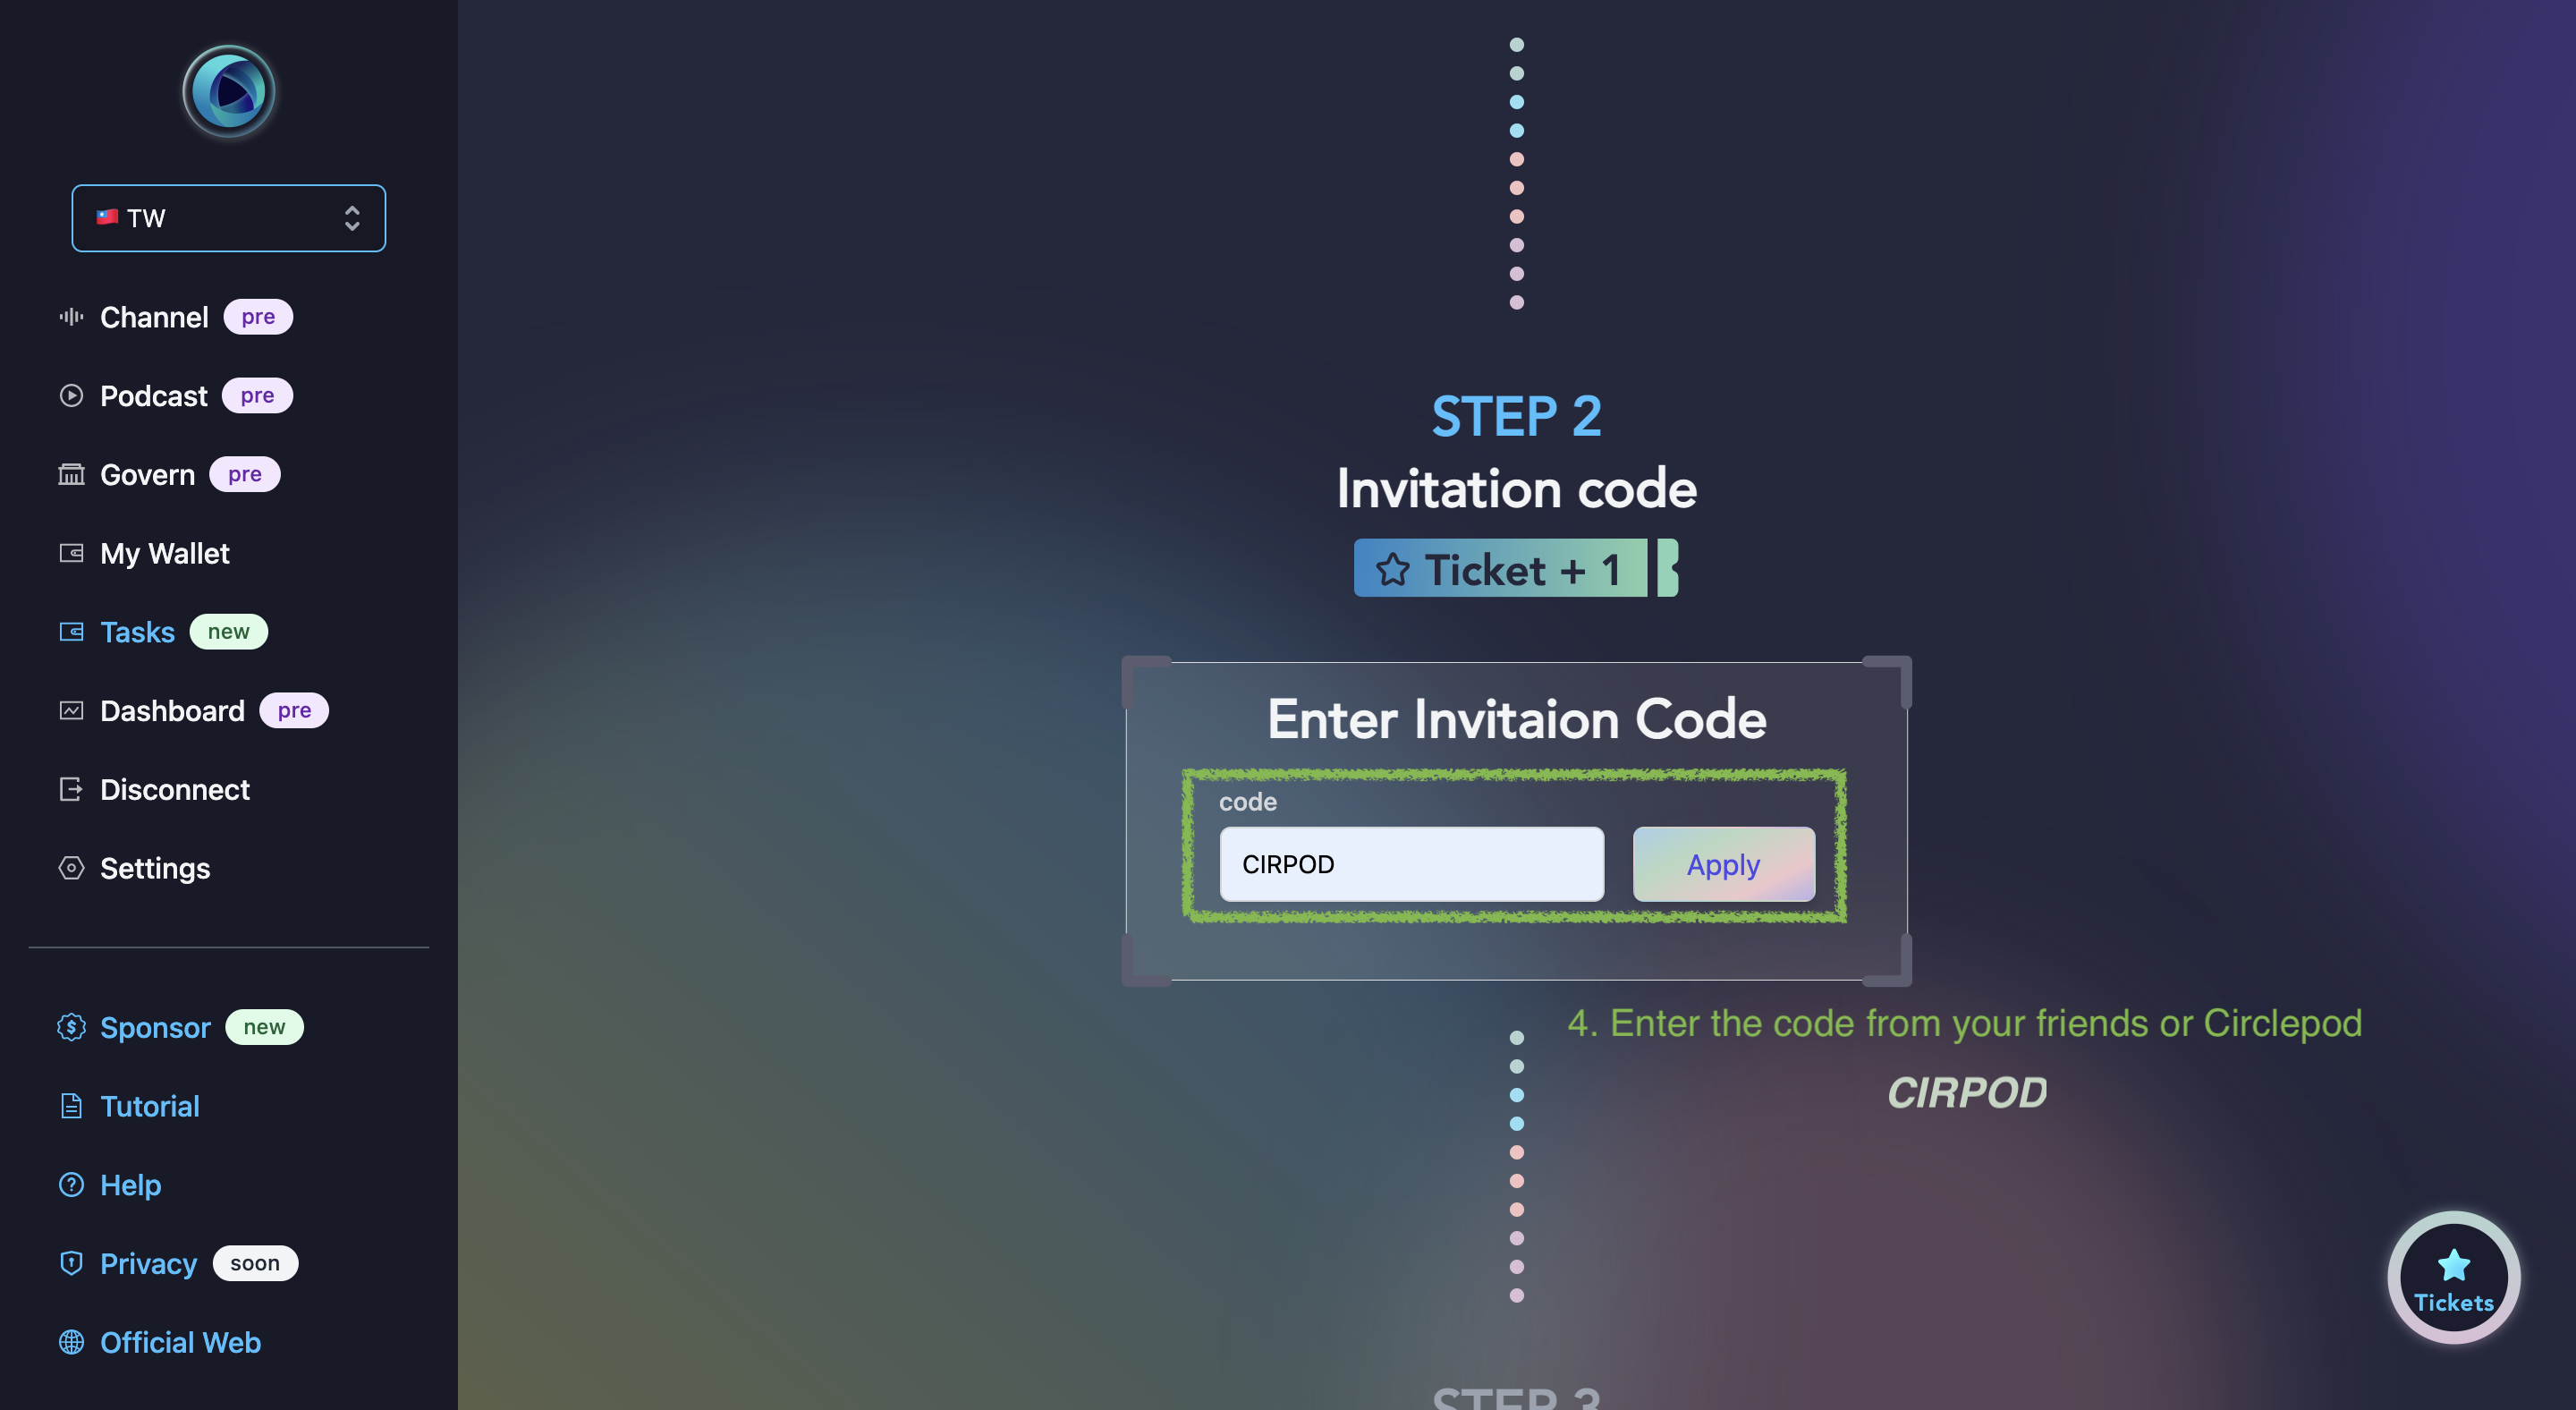 TW
Channel pre
Podcast pre
Govern pre
My Wallet
Tasks new
Dashboard pre
Disconnect
Settings
Sponsor new
Tutorial
Help
Privacy soon
Official Web
STEP 2
Invitation code
Ticket + 1
Enter Invitaion Code
code
CIRPOD
Apply
4. Enter the code from your friends or Circlepod
CIRPOD
Tickets
STEP 3